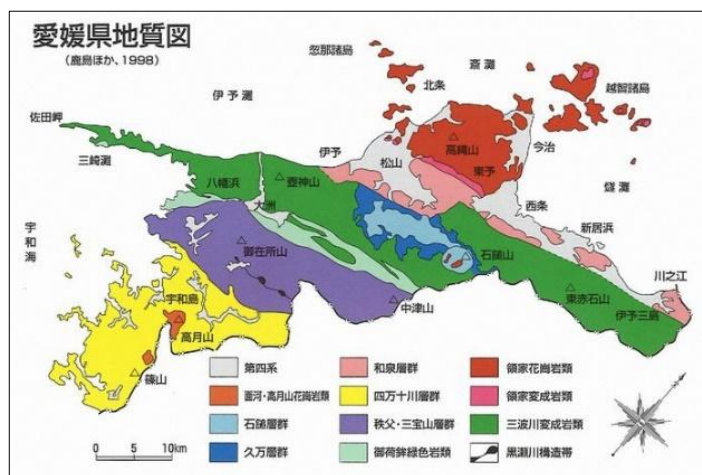 愛媛県地質図
(鹿島ほか、1998)
忽那諸島
斎灘
北条
越智諸島
伊予灘
佐田岬
高縄山
今治
伊予
松山
三崎灘
東予
燧灘
八幡浜
壺神山
西条
大洲
新居浜
宇和海
御在所山
石鎚山
川之江
東赤石山
宇和島
中津山
伊予三島
高月山
篠山
第四系
和泉層群
領家花崗岩類
面河・高月山花崗岩類
四万十川層群
領家変成岩類
石鎚層群
秩父・三宝山層群
三波川変成岩類
久万層群
御荷鉾緑色岩類
黒瀬川構造帯
0 5 10km